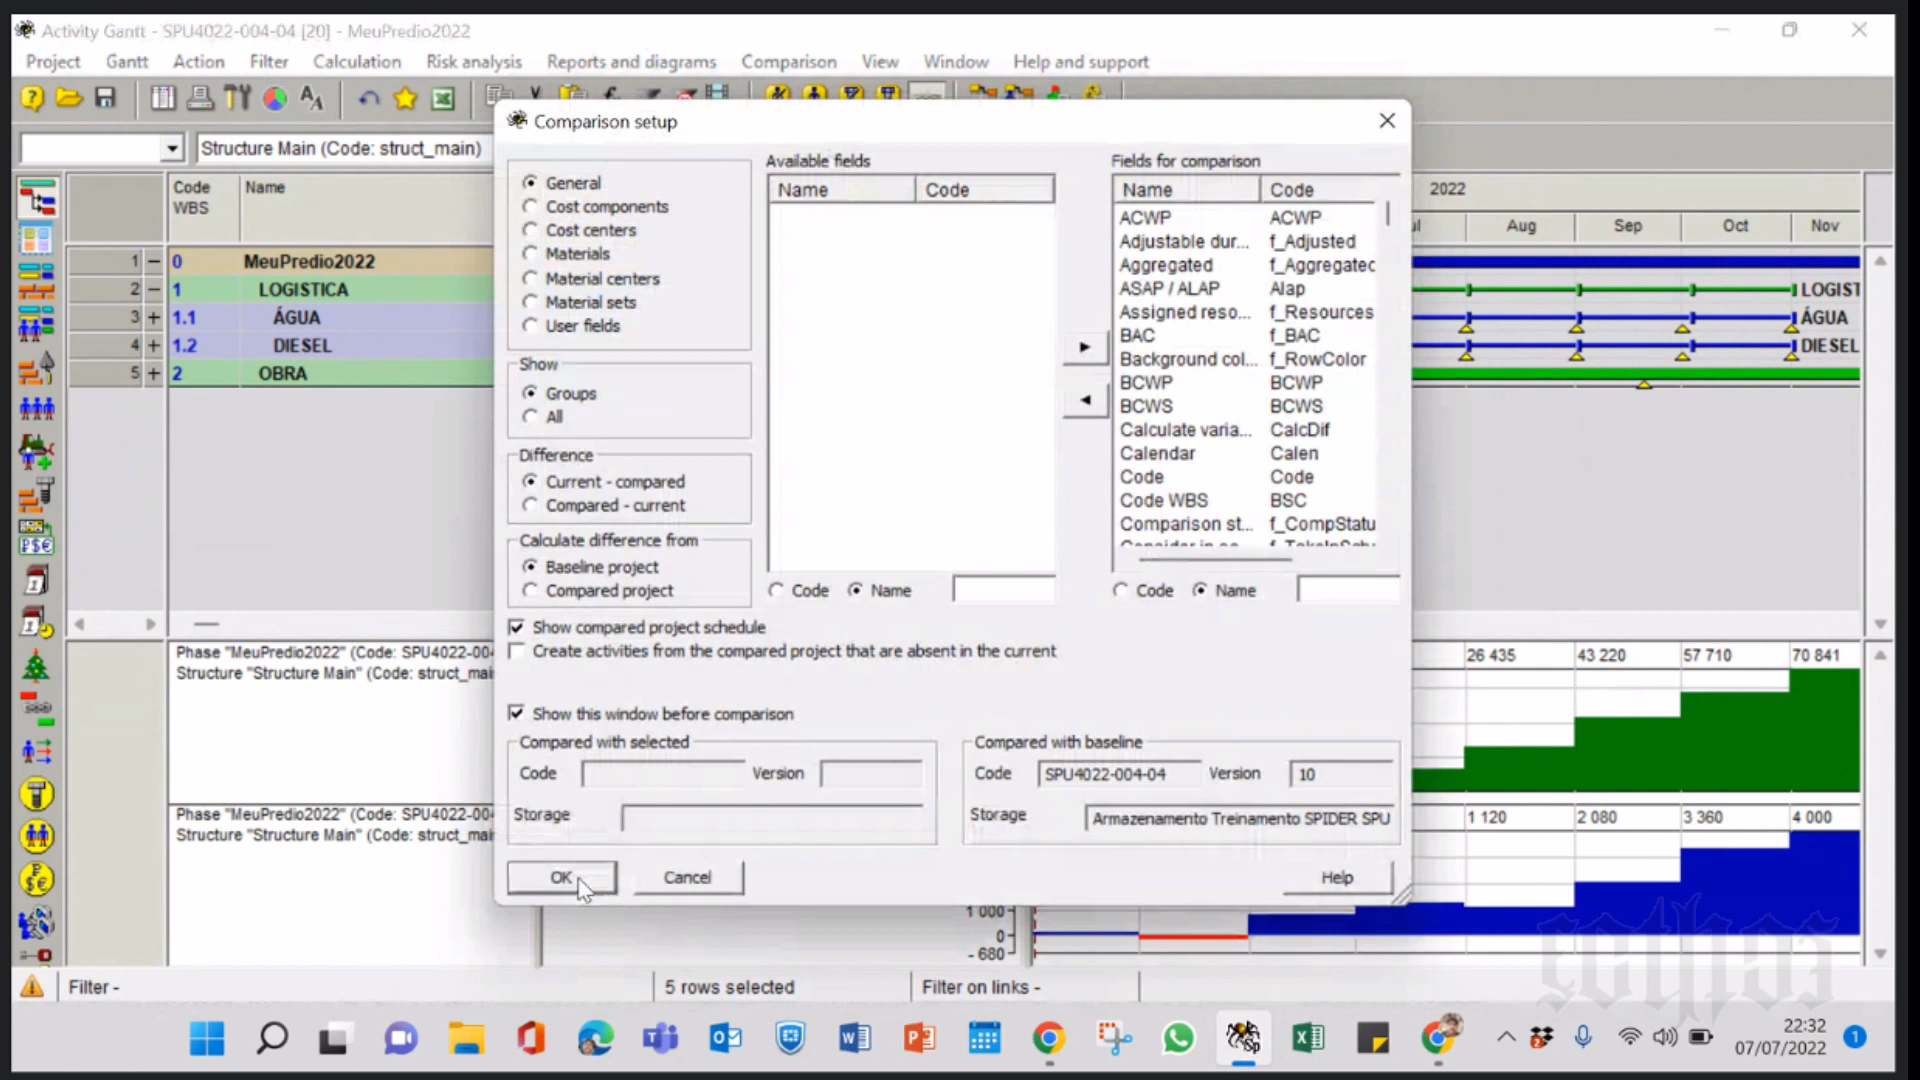 Activity Gantt - SPU4022-004-04 [20] - MeuPredio2022
Project Gantt Action Filter Calculation Risk analysis Reports and diagrams Comparison View Window Help and support
Structure Main (Code: struct_main)
Comparison setup
Code WBS
Name
1 0 MeuPredio2022
2 1 LOGISTICA
3 1.1 ÁGUA
4 1.2 DIESEL
5 2 OBRA
General
Cost components
Cost centers
Materials
Material centers
Material sets
User fields
Show
Groups
All
Difference
Current - compared
Compared - current
Calculate difference from
Baseline project
Compared project
Available fields
Name Code
Code Name
Fields for comparison
Name Code
ACWP ACWP
Adjustable dur... f_Adjusted
Aggregated f_Aggregatec
ASAP / ALAP Alap
Assigned reso... f_Resources
BAC f_BAC
Background col... f_RowColor
BCWP BCWP
BCWS BCWS
Calculate varia... CalcDif
Calendar Calen
Code Code
Code WBS BSC
Comparison st... f_CompStatu
Code Name
Show compared project schedule
Create activities from the compared project that are absent in the current
Show this window before comparison
Compared with selected
Code Version
Storage
Compared with baseline
Code SPU4022-004-04 Version 10
Storage Armazenamento Treinamento SPIDER SPU
OK Cancel Help
2022
Aug Sep Oct Nov
LOGIST
ÁGUA
DIESEL
Phase "MeuPredio2022" (Code: SPU4022-00
Structure "Structure Main" (Code: struct_mai
26 435 43 220 57 710 70 841
Phase "MeuPredio2022" (Code: SPU4022-00
Structure "Structure Main" (Code: struct_mai
1 120 2 080 3 360 4 000
1 000
0
- 680
sothos
Filter - 5 rows selected Filter on links -
22:32
07/07/2022
1